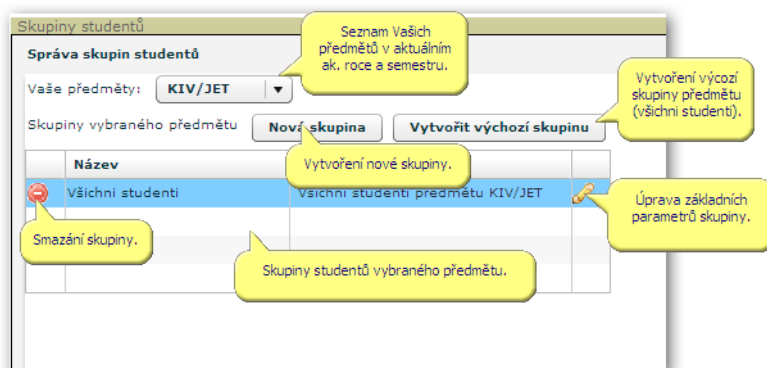 Skupiny studentů
Seznam Vašich
předmětů v aktuálním
ak. roce a semestru.
Správa skupin studentů
Vaše předměty:
KIV/JET
Vytvoření výcozí
skupiny předmětu
(všichni studenti).
Skupiny vybraného předmětu
Nová skupina
Vytvořit výchozí skupinu
Název
Vytvoření nové skupiny.
Všichni studenti
Všichni studenti předmětu KIV/JET
Úprava základních
parametrů skupiny.
Smazání skupiny.
Skupiny studentů vybraného předmětu.